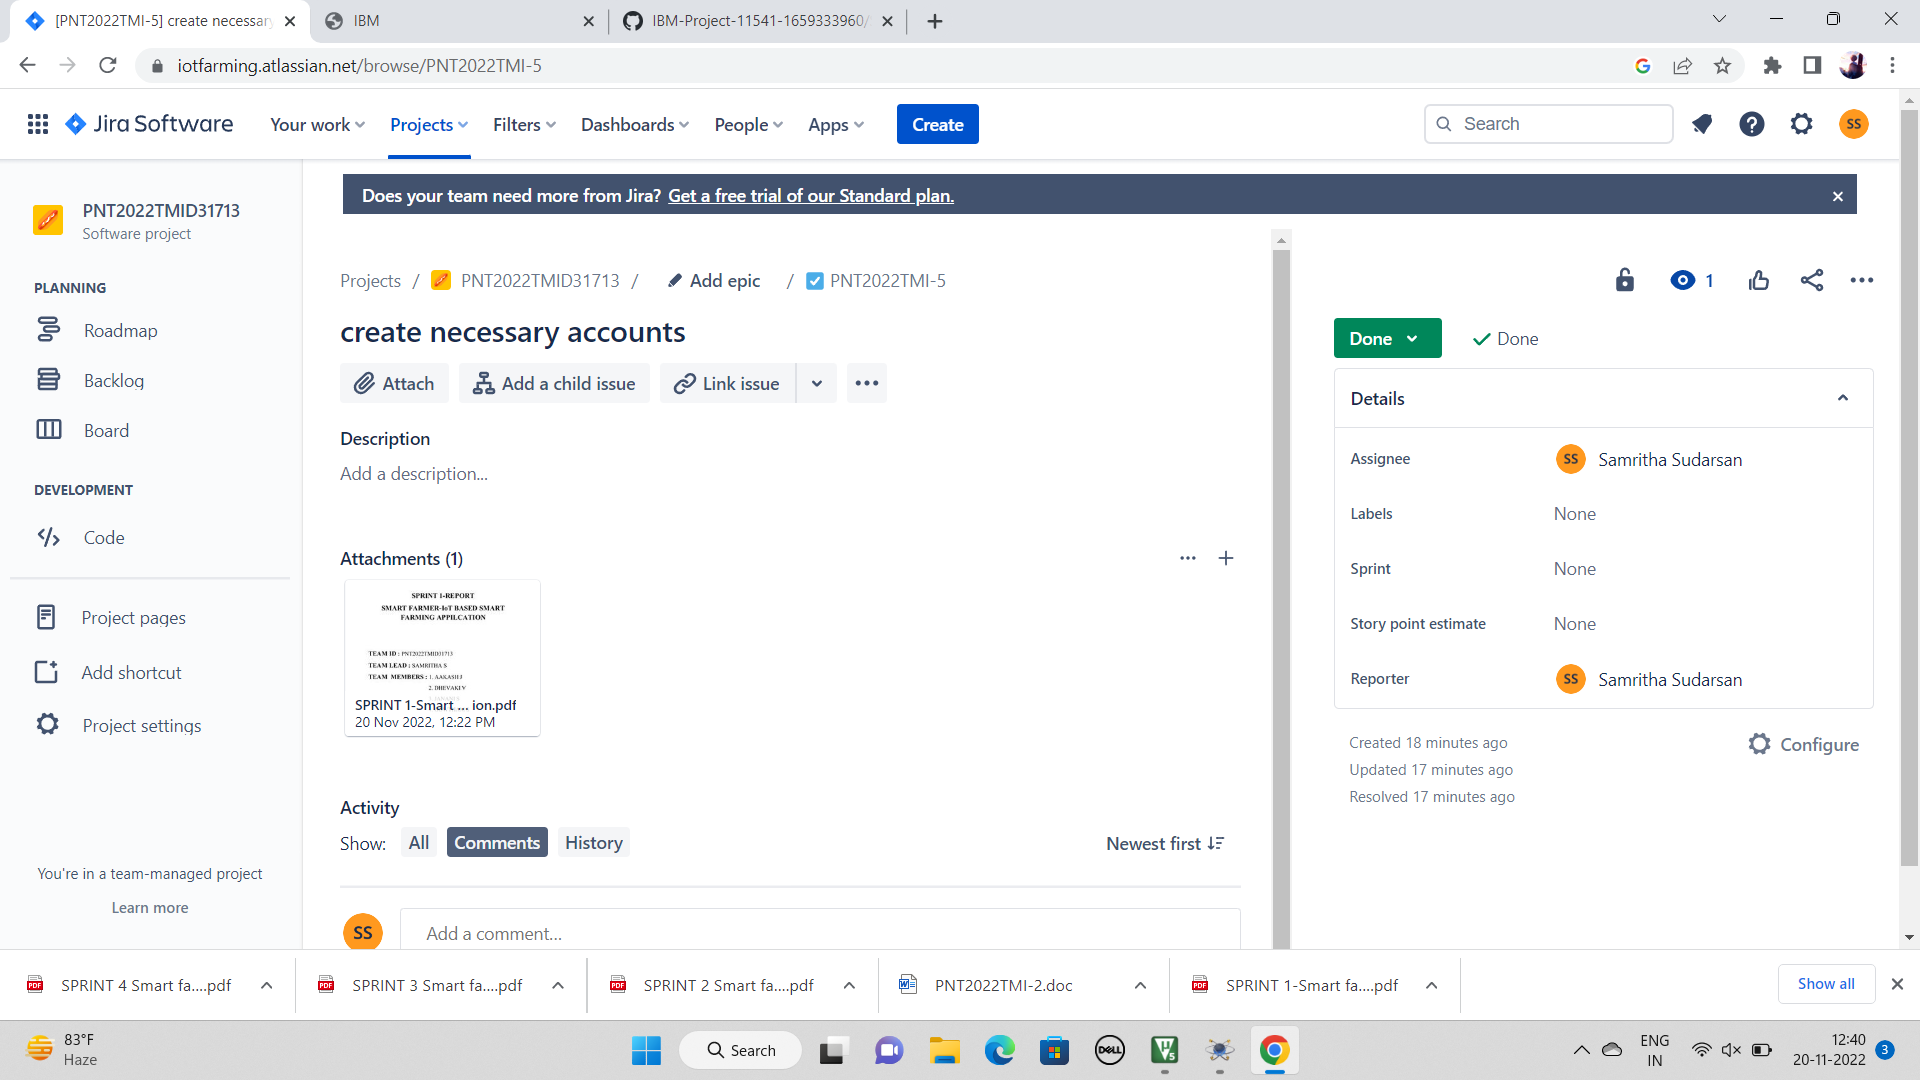 [PNT2022TMI-5] create necessary
IBM
IBM-Project-11541-1659333960/
iotfarming.atlassian.net/browse/PNT2022TMI-5
Jira Software
Your work
Projects
Filters
Dashboards
People
Apps
Create
Search
SS
PNT2022TMID31713
Software project
PLANNING
Roadmap
Backlog
Board
DEVELOPMENT
Code
Project pages
Add shortcut
Project settings
You're in a team-managed project
Learn more
Does your team need more from Jira? Get a free trial of our Standard plan.
Projects / PNT2022TMID31713 / Add epic / PNT2022TMI-5
create necessary accounts
Attach
Add a child issue
Link issue
Description
Add a description...
Attachments (1)
SPRINT 1-REPORT
SMART FARMER-IoT BASED SMART
FARMING APPILCATION
TEAM ID : PNT2022TMID31713
TEAM LEAD : SAMRITHA S
TEAM MEMBERS : 1. AAKASH J
2. DHEVAKI V
SPRINT 1-Smart ... ion.pdf
20 Nov 2022, 12:22 PM
Activity
Show: All Comments History
Newest first
SS
Add a comment...
1
Done
Done
Details
Assignee
SS Samritha Sudarsan
Labels
None
Sprint
None
Story point estimate
None
Reporter
SS Samritha Sudarsan
Created 18 minutes ago
Updated 17 minutes ago
Resolved 17 minutes ago
Configure
SPRINT 4 Smart fa....pdf
SPRINT 3 Smart fa....pdf
SPRINT 2 Smart fa....pdf
PNT2022TMI-2.doc
SPRINT 1-Smart fa....pdf
Show all
83°F
Haze
Search
DELL
ENG
IN
12:40
20-11-2022
3